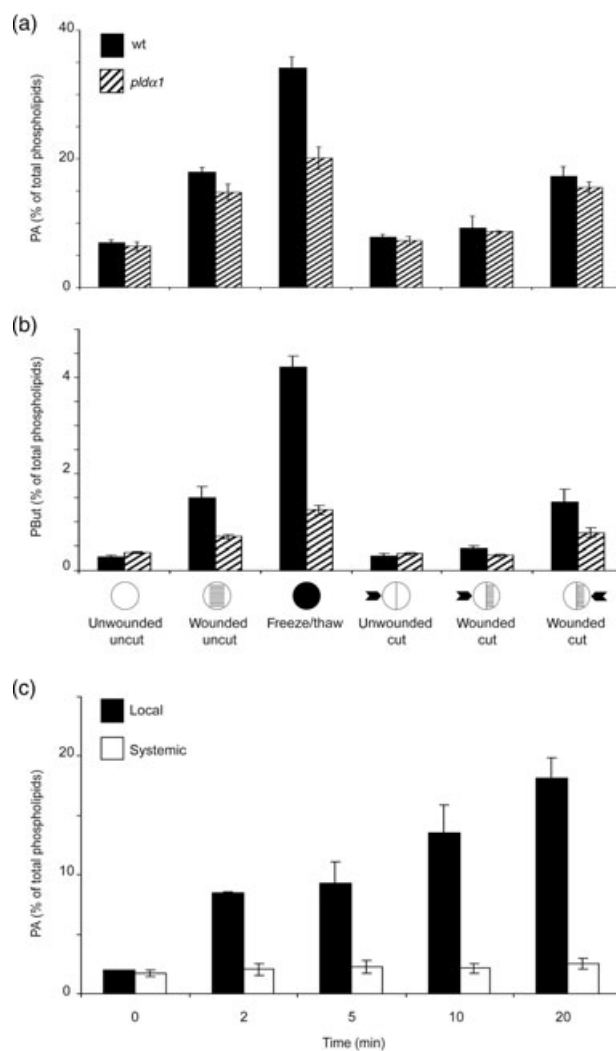 (a)
40
20
0
PA (% of total phospholipids)
wt
pldα1
(b)
4
2
0
PBut (% of total phospholipids)
Unwounded uncut
Wounded uncut
Freeze/thaw
Unwounded cut
Wounded cut
Wounded cut
(c)
20
10
0
PA (% of total phospholipids)
Local
Systemic
0 2 5 10 20
Time (min)